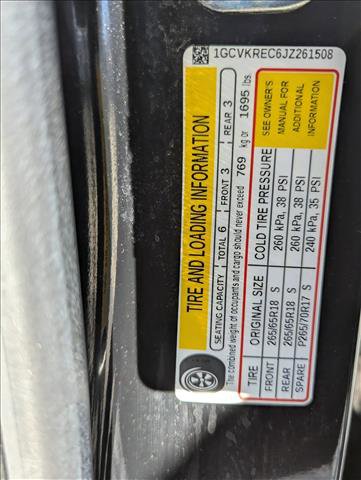 1GCVKREC6JZ261508
TIRE AND LOADING INFORMATION
SEATING CAPACITY TOTAL 6 FRONT 3 REAR 3
The combined weight of occupants and cargo should never exceed 769 kg or 1695 lbs.
TIRE ORIGINAL SIZE COLD TIRE PRESSURE
FRONT 265/65R18 S 260 kPa, 38 PSI
REAR 265/65R18 S 260 kPa, 38 PSI
SPARE P265/70R17 S 240 kPa, 35 PSI
SEE OWNER'S
MANUAL FOR
ADDITIONAL
INFORMATION